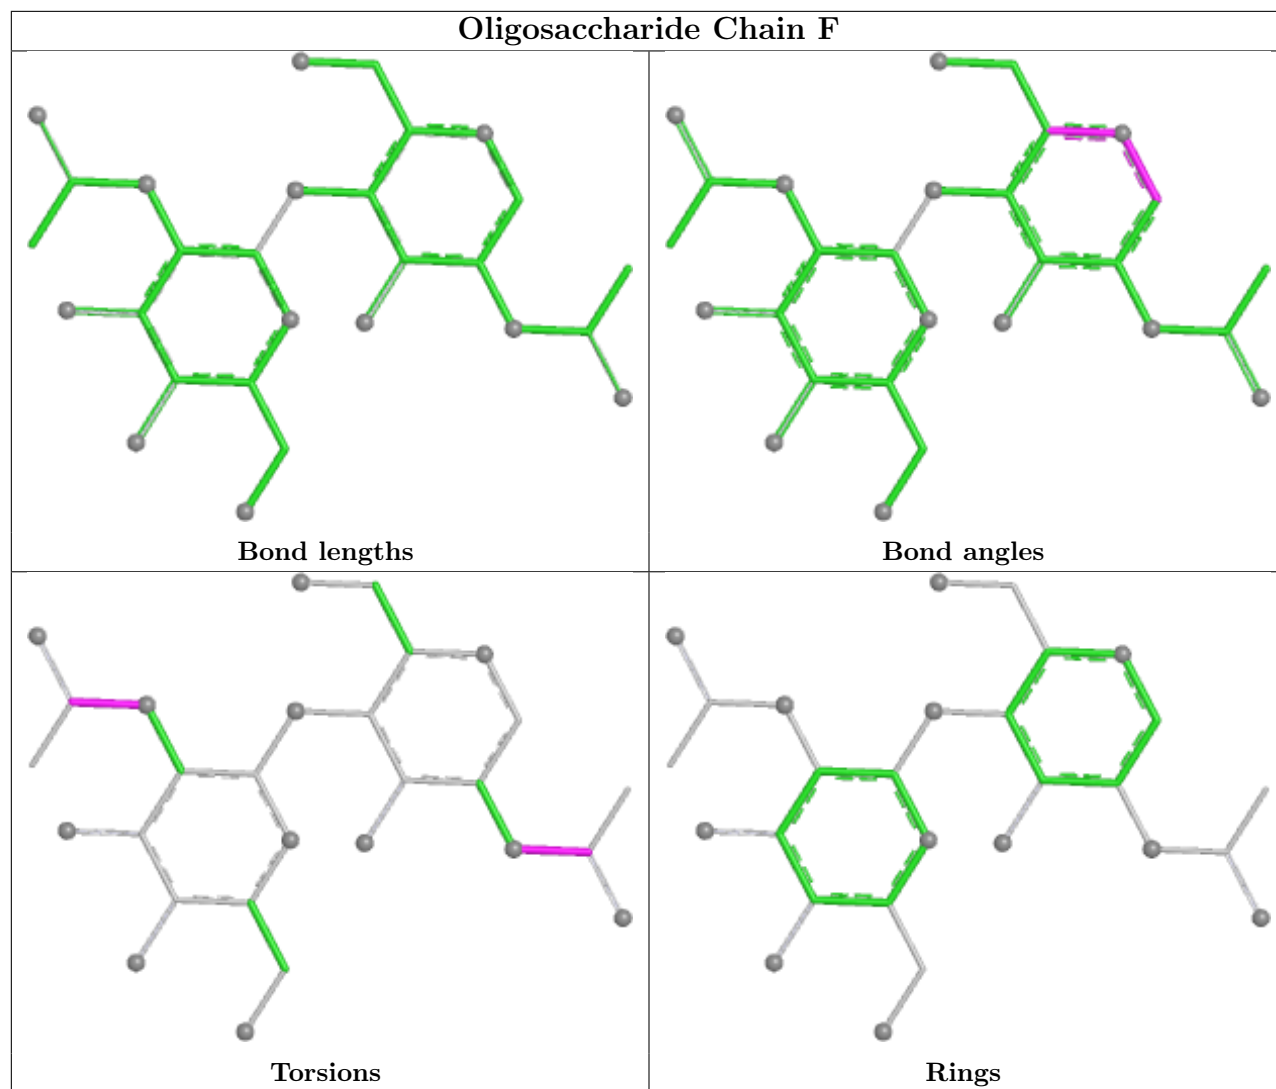 Oligosaccharide Chain F
Bond lengths
Bond angles
Torsions
Rings